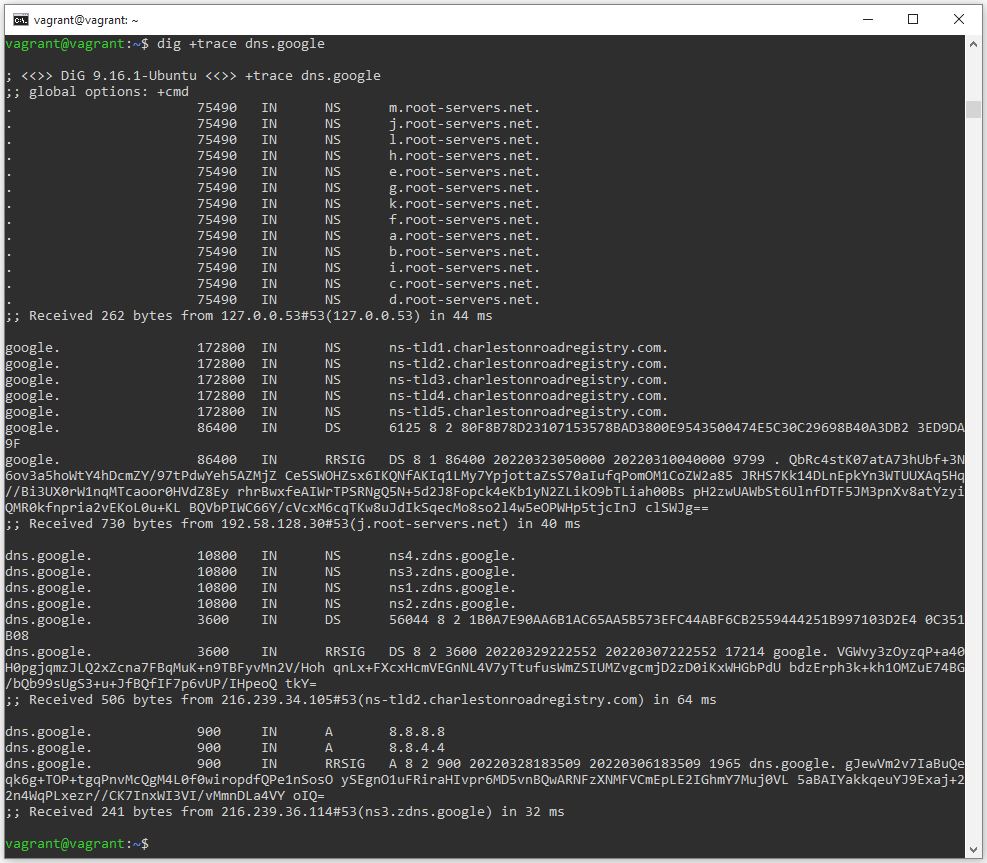 vagrant@vagrant: ~
vagrant@vagrant:~$ dig +trace dns.google
; <<>> DiG 9.16.1-Ubuntu <<>> +trace dns.google
;; global options: +cmd
. 75490 IN NS m.root-servers.net.
. 75490 IN NS j.root-servers.net.
. 75490 IN NS l.root-servers.net.
. 75490 IN NS h.root-servers.net.
. 75490 IN NS e.root-servers.net.
. 75490 IN NS g.root-servers.net.
. 75490 IN NS k.root-servers.net.
. 75490 IN NS f.root-servers.net.
. 75490 IN NS a.root-servers.net.
. 75490 IN NS b.root-servers.net.
. 75490 IN NS i.root-servers.net.
. 75490 IN NS c.root-servers.net.
. 75490 IN NS d.root-servers.net.
;; Received 262 bytes from 127.0.0.53#53(127.0.0.53) in 44 ms
google. 172800 IN NS ns-tld1.charlestonroadregistry.com.
google. 172800 IN NS ns-tld2.charlestonroadregistry.com.
google. 172800 IN NS ns-tld3.charlestonroadregistry.com.
google. 172800 IN NS ns-tld4.charlestonroadregistry.com.
google. 172800 IN NS ns-tld5.charlestonroadregistry.com.
google. 86400 IN DS 6125 8 2 80F8B78D23107153578BAD3800E9543500474E5C30C29698B40A3DB2 3ED9DA
9F
google. 86400 IN RRSIG DS 8 1 86400 20220323050000 20220310040000 9799 . QbRc4stK07atA73hUbf+3N
6ov3a5hoWtY4hDcmZY/97tPdwYeh5AZMjZ Ce5SWOHZsx6IKQNfAKIq1LMy7YpjottaZsS70aIufqPomOM1CoZW2a85 JRHS7Kk14DLnEpkYn3WTUUXAq5Hq
//Bi3UX0rW1nqMTcaoor0HVdZ8Ey rhrBwxfeAIWrTPSRNgQ5N+5d2J8Fopck4eKb1yN2ZLikO9bTLiah00Bs pH2zwUAWbSt6UlnfDTF5JM3pnXv8atYzyi
QMR0kfnpria2vEKoL0u+KL BQVbPIWC66Y/cVcxM6cqTKw8uJdIkSqecMo8so2l4w5eOPWHp5tjcInJ clSWJg==
;; Received 730 bytes from 192.58.128.30#53(j.root-servers.net) in 40 ms
dns.google. 10800 IN NS ns4.zdns.google.
dns.google. 10800 IN NS ns3.zdns.google.
dns.google. 10800 IN NS ns1.zdns.google.
dns.google. 10800 IN NS ns2.zdns.google.
dns.google. 3600 IN DS 56044 8 2 1B0A7E90AA6B1AC65AA5B573EFC44ABF6CB2559444251B997103D2E4 0C351
B08
dns.google. 3600 IN RRSIG DS 8 2 3600 20220329222552 20220307222552 17214 google. VGWvy3zOyzqP+a40
H0pgjqmzJLQ2xZcna7FBqMuK+n9TBFyvMn2V/Hoh qnLx+FXcxHcmVEGnNL4V7yTtufusWmZSIUMZvgcmjD2zD0iKxWHGbPdU bdzErph3k+kh1OMZuE74BG
/bQb99sUgS3+u+JfBQfIF7p6vUP/IHpeoQ tkY=
;; Received 506 bytes from 216.239.34.105#53(ns-tld2.charlestonroadregistry.com) in 64 ms
dns.google. 900 IN A 8.8.8.8
dns.google. 900 IN A 8.8.4.4
dns.google. 900 IN RRSIG A 8 2 900 20220328183509 20220306183509 1965 dns.google. gJewVm2v7IaBuQe
qk6g+TOP+tgqPnvMcQgM4L0f0wiropdfQPe1nSosO ySEgnO1uFRiraHIvpr6MD5vnBQwARNFzXNMFVCmEpLE2IGhmY7Muj0VL 5aBAIYakkqeuYJ9Exaj+2
2n4WqPLxezr//CK7InxWI3VI/vMmnDLa4VY oIQ=
;; Received 241 bytes from 216.239.36.114#53(ns3.zdns.google) in 32 ms
vagrant@vagrant:~$